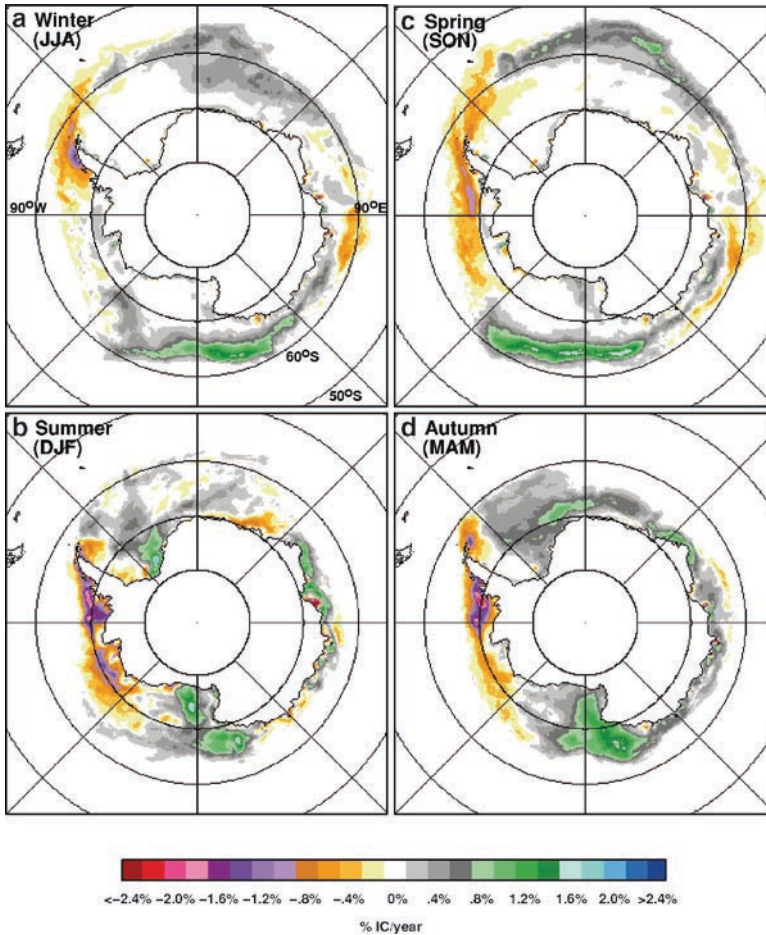 a Winter
(JJA)
c Spring
(SON)
90°W
90°E
60°S
50°S
b Summer
(DJF)
d Autumn
(MAM)
<-2.4% -2.0% -1.6% -1.2% -.8% -.4% 0% .4% .8% 1.2% 1.6% 2.0% >2.4%
% IC/year